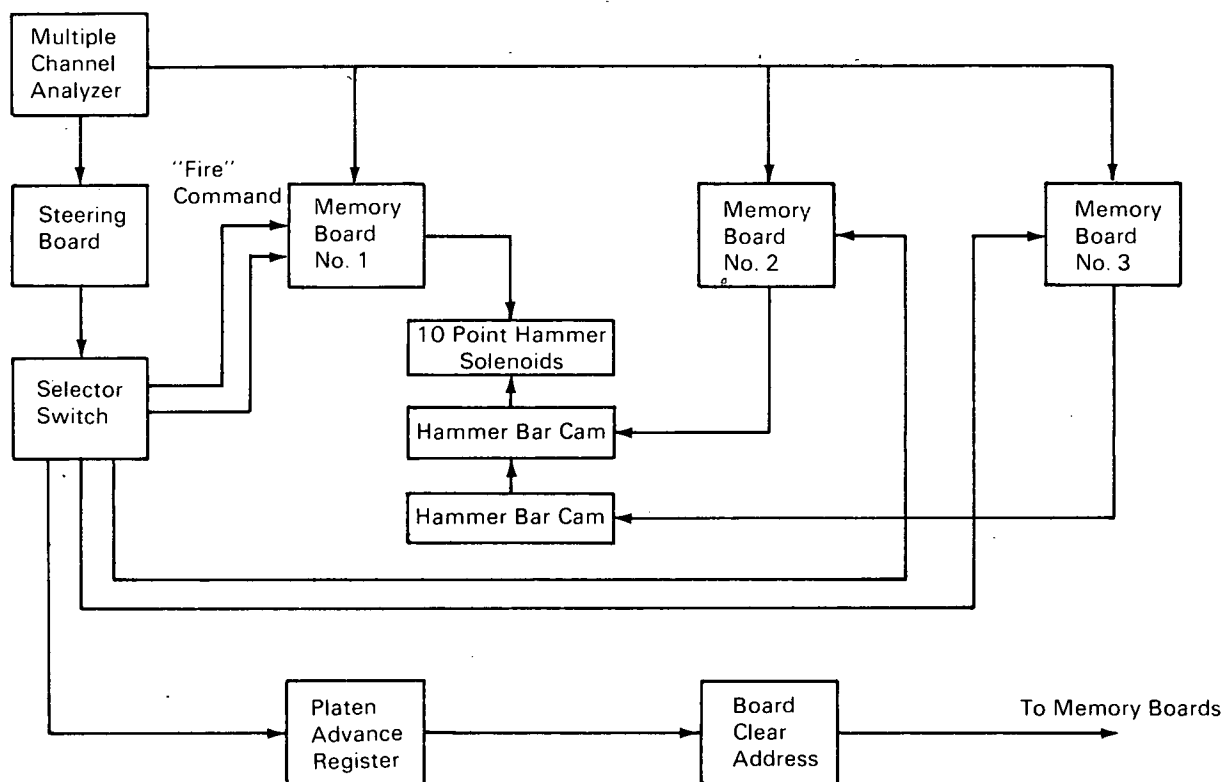 Multiple
Channel
Analyzer
"Fire"
Command
Steering
Board
Memory
Board
No. 1
Memory
Board
No. 2
Memory
Board
No. 3
10 Point Hammer
Solenoids
Selector
Switch
Hammer Bar Cam
Hammer Bar Cam
Platen
Advance
Register
Board
Clear
Address
To Memory Boards